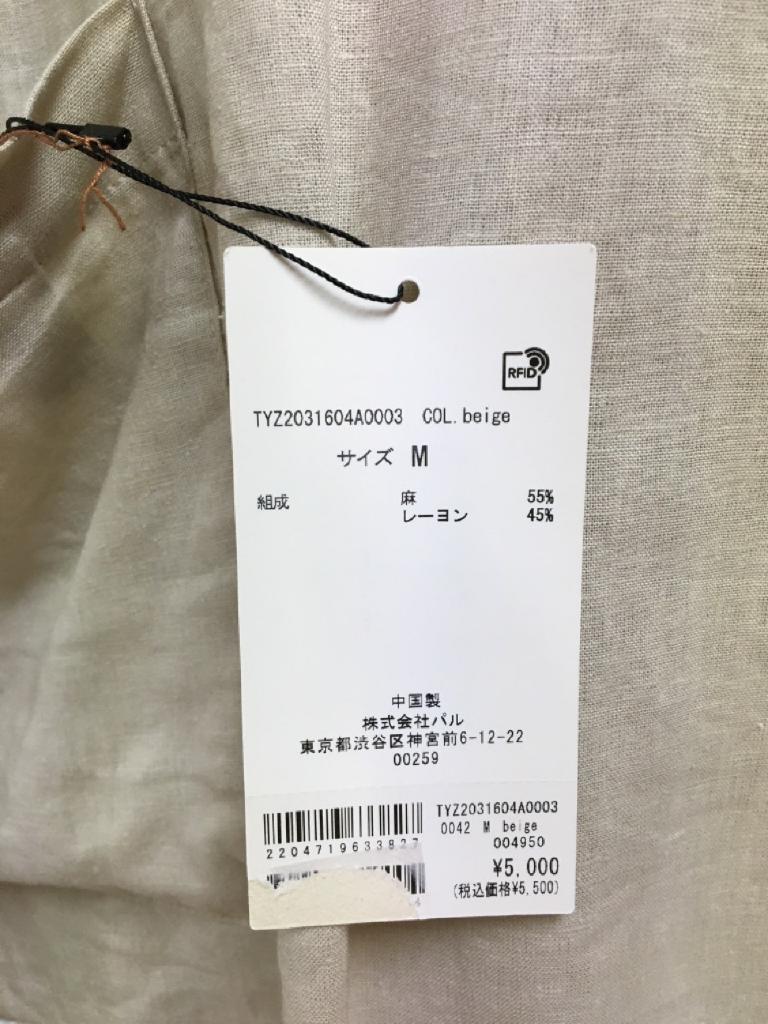 RFID
TYZ2031604A0003 COL.beige
サイズ M
組成 麻 55%
レーヨン 45%
中国製
株式会社パル
東京都渋谷区神宮前6-12-22
00259
TYZ2031604A0003
0042 M beige
004950
2204719633827
¥5,000
(税込価格¥5,500)